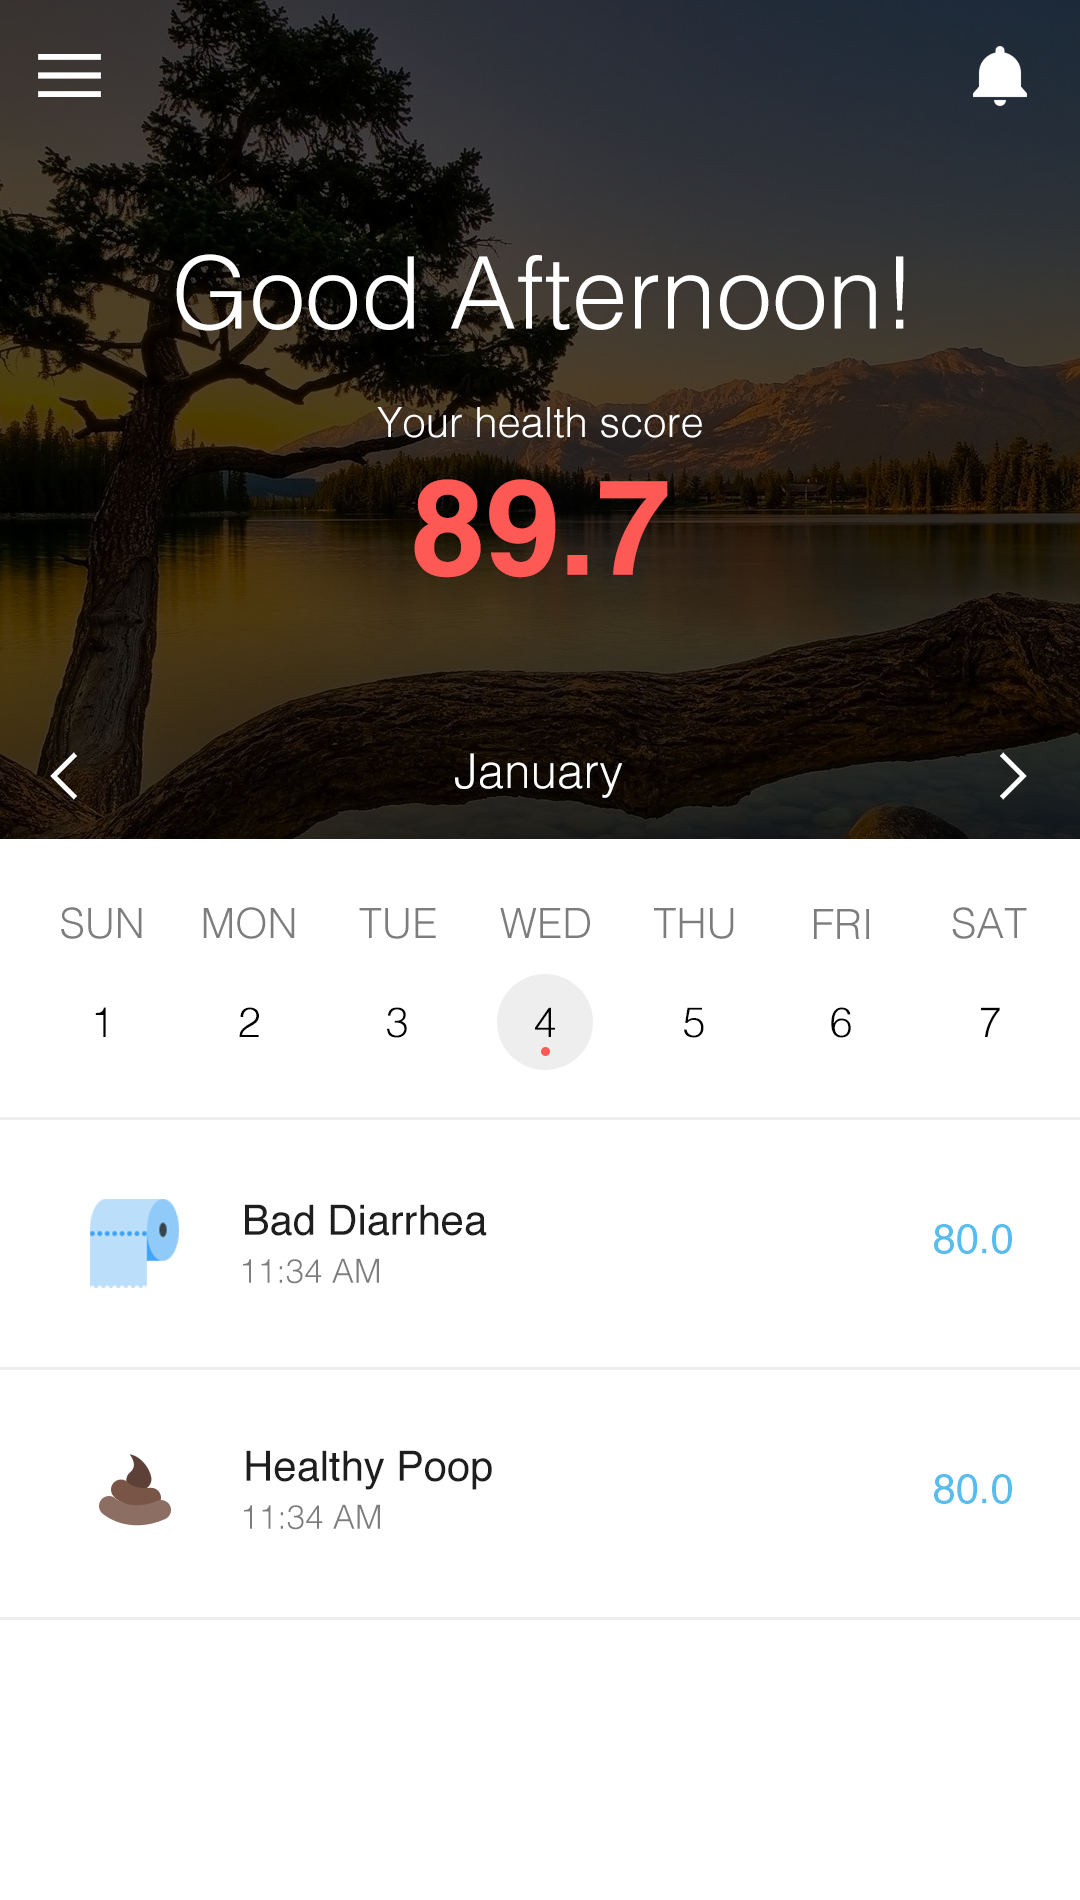 Good Afternoon!
Your health score
89.7
January
SUN MON TUE WED THU FRI SAT
1 2 3 4 5 6 7
Bad Diarrhea
11:34 AM
80.0
Healthy Poop
11:34 AM
80.0